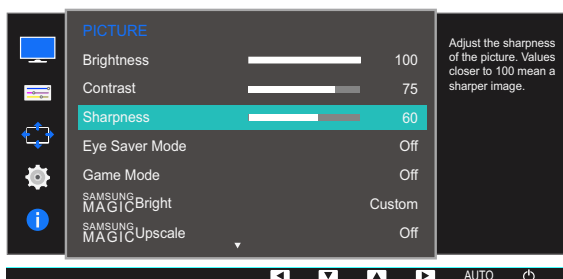 PICTURE
Brightness 100
Contrast 75
Sharpness 60
Eye Saver Mode Off
Game Mode Off
SAMSUNG MAGICBright Custom
SAMSUNG MAGICUpscale Off
Adjust the sharpness
of the picture. Values
closer to 100 mean a
sharper image.
AUTO